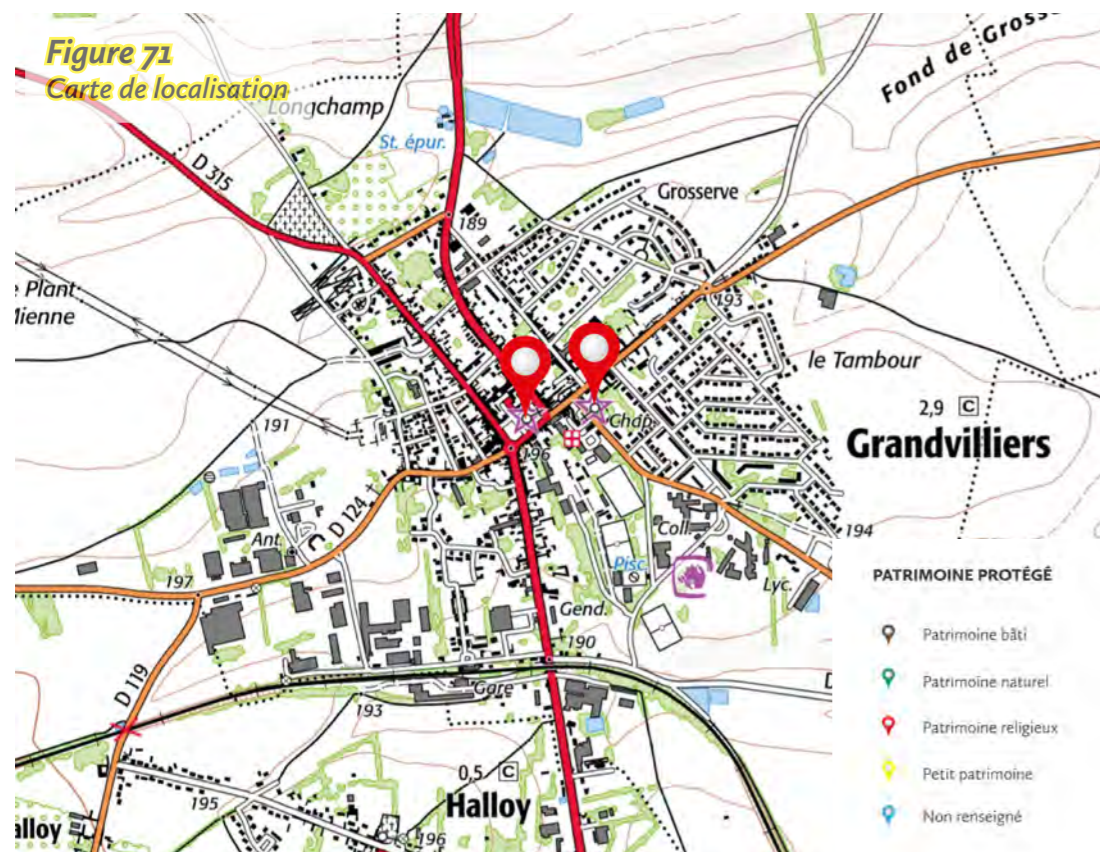 Figure 71
Carte de localisation
Longchamp
Fond de Gross
St. épur.
D 315
Grosserve
189
e Plant
Mienne
193
le Tambour
2,9 C
Grandvilliers
191
Chap.
196
D 124
Ant.
Coll.
194
197
Pisc.
Lyc.
Gend.
190
D 119
Gare
193
D
0,5 C
195
Halloy
alloy
196
PATRIMOINE PROTÉGÉ
Patrimoine bâti
Patrimoine naturel
Patrimoine religieux
Petit patrimoine
Non renseigné